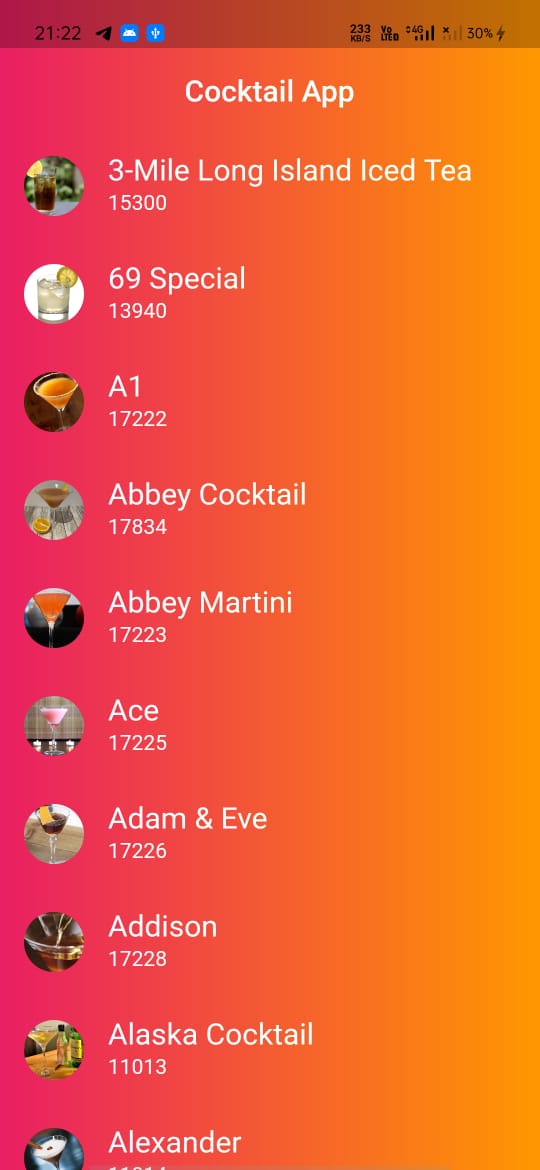 21:22 233 KB/S Vo LTED 4G 30%
Cocktail App
3-Mile Long Island Iced Tea
15300
69 Special
13940
A1
17222
Abbey Cocktail
17834
Abbey Martini
17223
Ace
17225
Adam & Eve
17226
Addison
17228
Alaska Cocktail
11013
Alexander